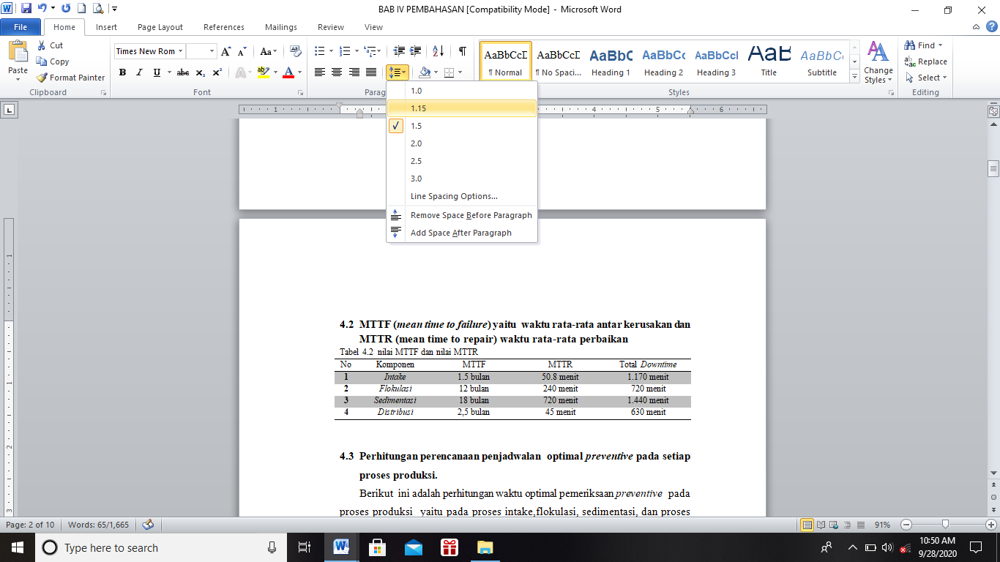 BAB IV PEMBAHASAN [Compatibility Mode] - Microsoft Word
File Home Insert Page Layout References Mailings Review View
Paste
Cut
Copy
Format Painter
Clipboard
Times New Rom
Aa
B I U abc x₂ x²
Font
Paragr
AaBbCcD AaBbCcD AaBbC AaBbCc AaBbCcI AaB AaBbCc
¶ Normal ¶ No Spaci... Heading 1 Heading 2 Heading 3 Title Subtitle
Change Styles
Styles
Find
Replace
Select
Editing
1.0
1.15
1.5
2.0
2.5
3.0
Line Spacing Options...
Remove Space Before Paragraph
Add Space After Paragraph
1 4 5 6
4.2 MTTF (mean time to failure) yaitu waktu rata-rata antar kerusakan dan
MTTR (mean time to repair) waktu rata-rata perbaikan
Tabel 4.2 nilai MTTF dan nilai MTTR
No Komponen MTTF MTTR Total Downtime
1 Intake 1.5 bulan 50.8 menit 1.170 menit
2 Flokulasi 12 bulan 240 menit 720 menit
3 Sedimentasi 18 bulan 720 menit 1.440 menit
4 Distribusi 2,5 bulan 45 menit 630 menit
4.3 Perhitungan perencanaan penjadwalan optimal preventive pada setiap
proses produksi.
Berikut ini adalah perhitungan waktu optimal pemeriksaan preventive pada
proses produksi yaitu pada proses intake,flokulasi, sedimentasi, dan proses
Page: 2 of 10 Words: 65/1,665 91%
Type here to search
10:50 AM
9/28/2020